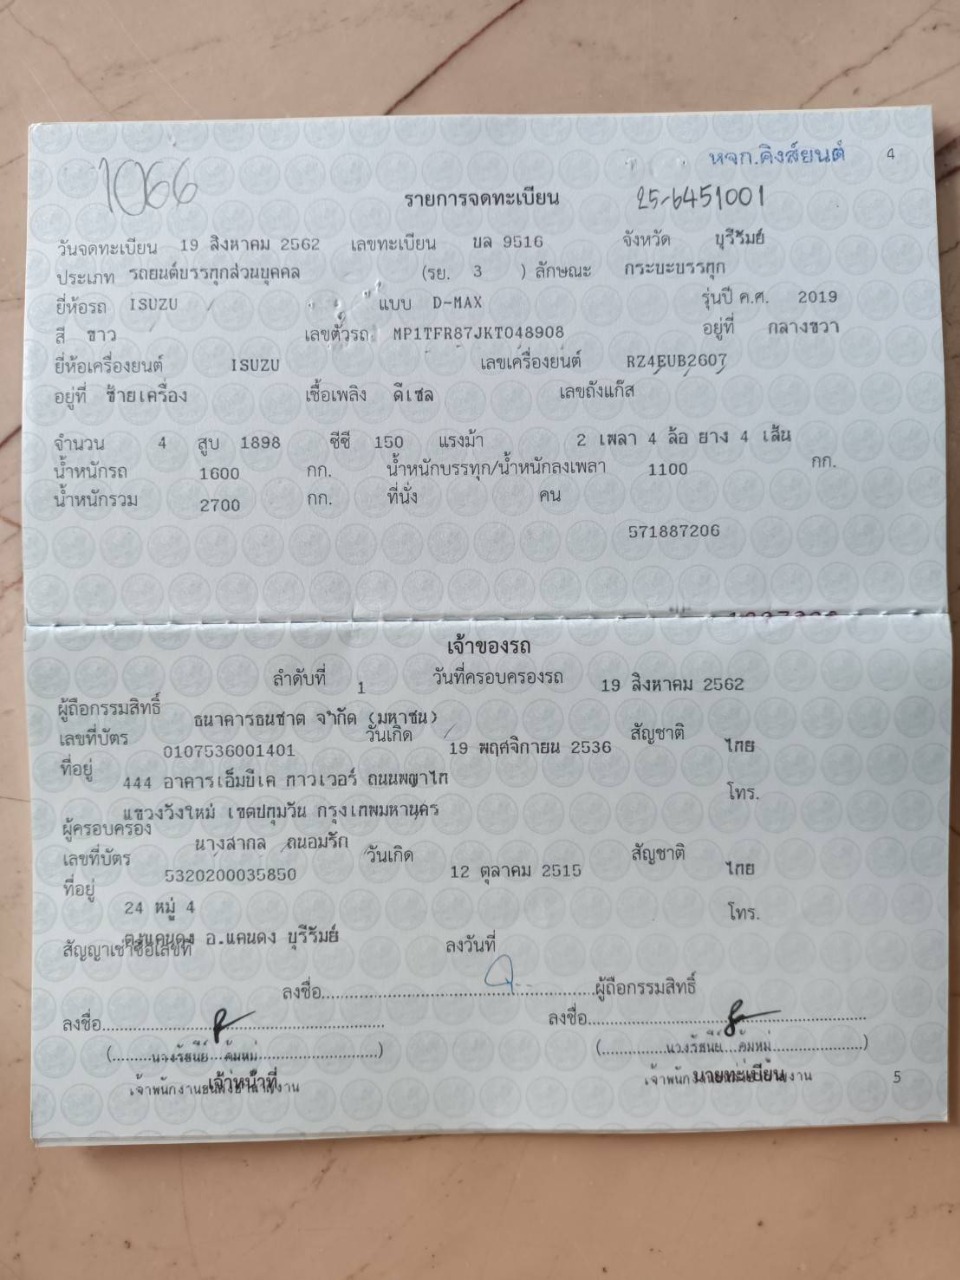 หจก.คิงส์ยนต์ 4
1066 รายการจดทะเบียน 25-6451001
วันจดทะเบียน 19 สิงหาคม 2562 เลขทะเบียน บล 9516 จังหวัด บุรีรัมย์
ประเภท รถยนต์บรรทุกส่วนบุคคล (รย. 3 ) ลักษณะ กระบะบรรทุก
ยี่ห้อรถ ISUZU แบบ D-MAX รุ่นปี ค.ศ. 2019
สี ขาว เลขตัวรถ MP1TFR87JKT048908 อยู่ที่ กลางขวา
ยี่ห้อเครื่องยนต์ ISUZU เลขเครื่องยนต์ RZ4EUB2607
อยู่ที่ ซ้ายเครื่อง เชื้อเพลิง ดีเซล เลขถังแก๊ส
จำนวน 4 สูบ 1898 ซีซี 150 แรงม้า 2 เพลา 4 ล้อ ยาง 4 เส้น
น้ำหนักรถ 1600 กก. น้ำหนักบรรทุก/น้ำหนักลงเพลา 1100 กก.
น้ำหนักรวม 2700 กก. ที่นั่ง คน
571887206
เจ้าของรถ
ลำดับที่ 1 วันที่ครอบครองรถ 19 สิงหาคม 2562
ผู้ถือกรรมสิทธิ์ ธนาคารธนชาต จำกัด (มหาชน)
เลขที่บัตร 0107536001401 วันเกิด 19 พฤศจิกายน 2536 สัญชาติ ไทย
ที่อยู่ 444 อาคารเอ็มบีเค ทาวเวอร์ ถนนพญาไท
แขวงวังใหม่ เขตปทุมวัน กรุงเทพมหานคร โทร.
ผู้ครอบครอง นางสากล ถนอมรัก
เลขที่บัตร 5320200035850 วันเกิด 12 ตุลาคม 2515 สัญชาติ ไทย
ที่อยู่ 24 หมู่ 4 โทร.
ต.แคนดง อ.แคนดง บุรีรัมย์
สัญญาเช่าซื้อเลขที่ ลงวันที่
ลงชื่อ................................................ผู้ถือกรรมสิทธิ์
ลงชื่อ................................................ ลงชื่อ................................................
เจ้าหน้าที่ นายทะเบียน
5